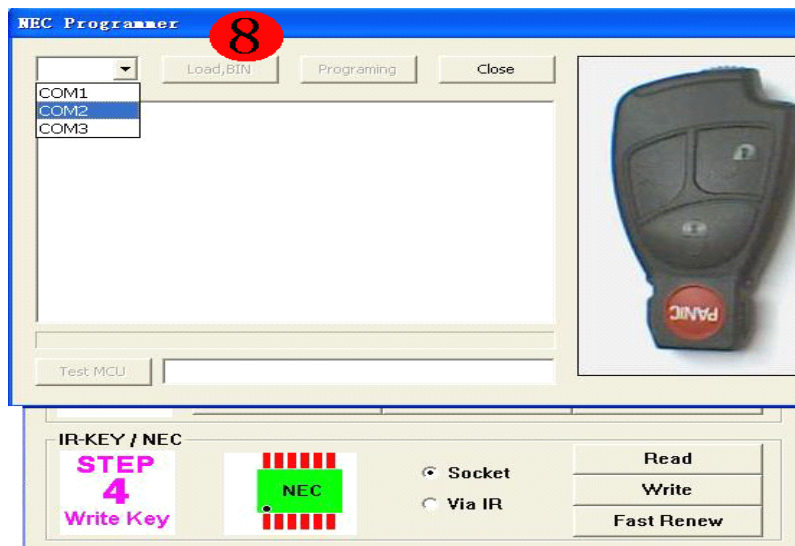 NEC Programmer
8
Load,BIN
Programing
Close
COM1
COM2
COM3
PANIC
Test MCU
IR-KEY / NEC
STEP
4
Write Key
NEC
Socket
Via IR
Read
Write
Fast Renew